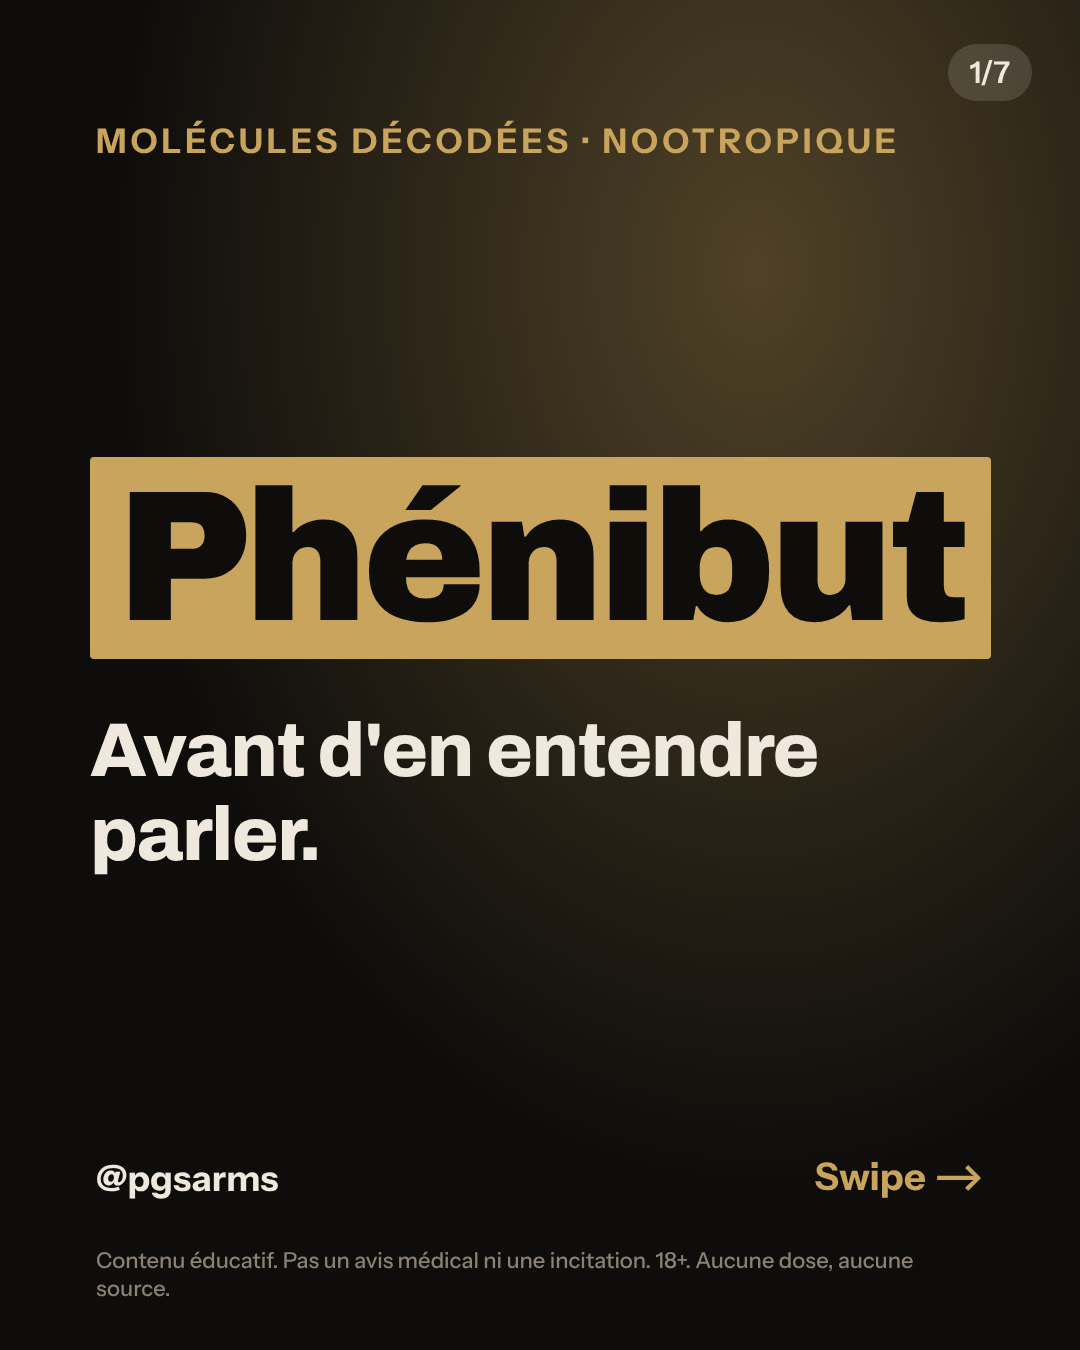 1/7
MOLÉCULES DÉCODÉES · NOOTROPIQUE
Phénibut
Avant d'en entendre
parler.
@pgsarms
Swipe →
Contenu éducatif. Pas un avis médical ni une incitation. 18+. Aucune dose, aucune
source.